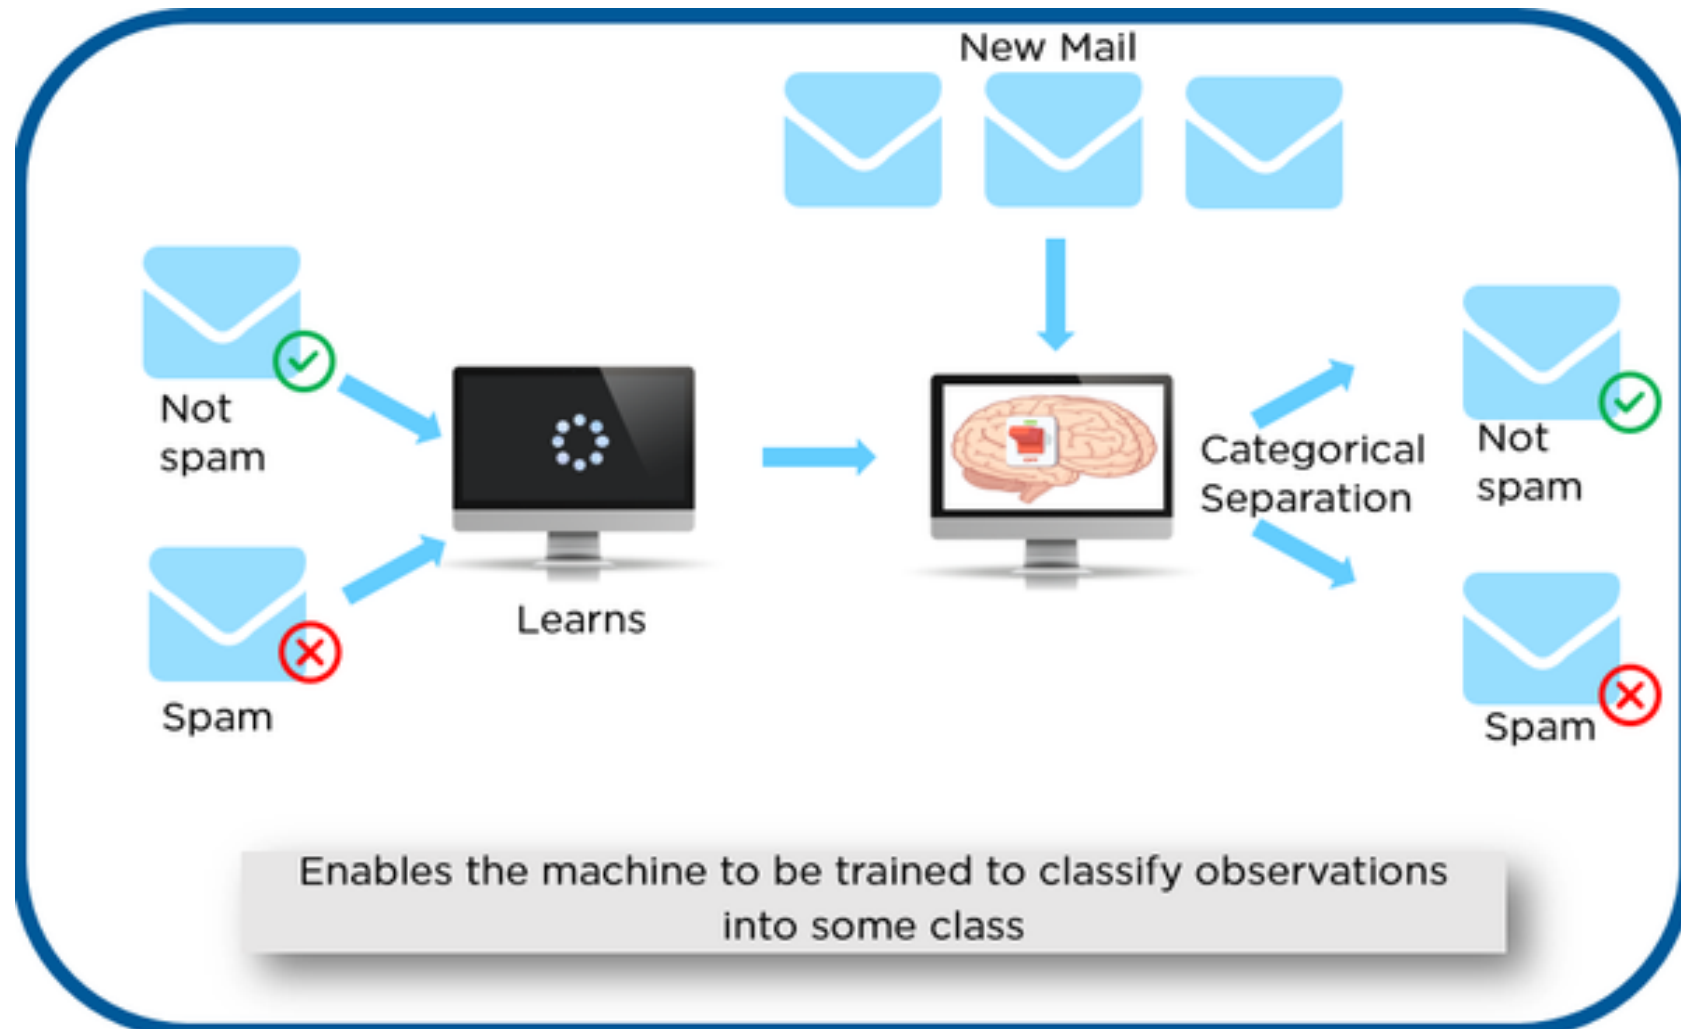 New Mail
Not
spam
Spam
Learns
Categorical
Separation
Not
spam
Spam
Enables the machine to be trained to classify observations
into some class